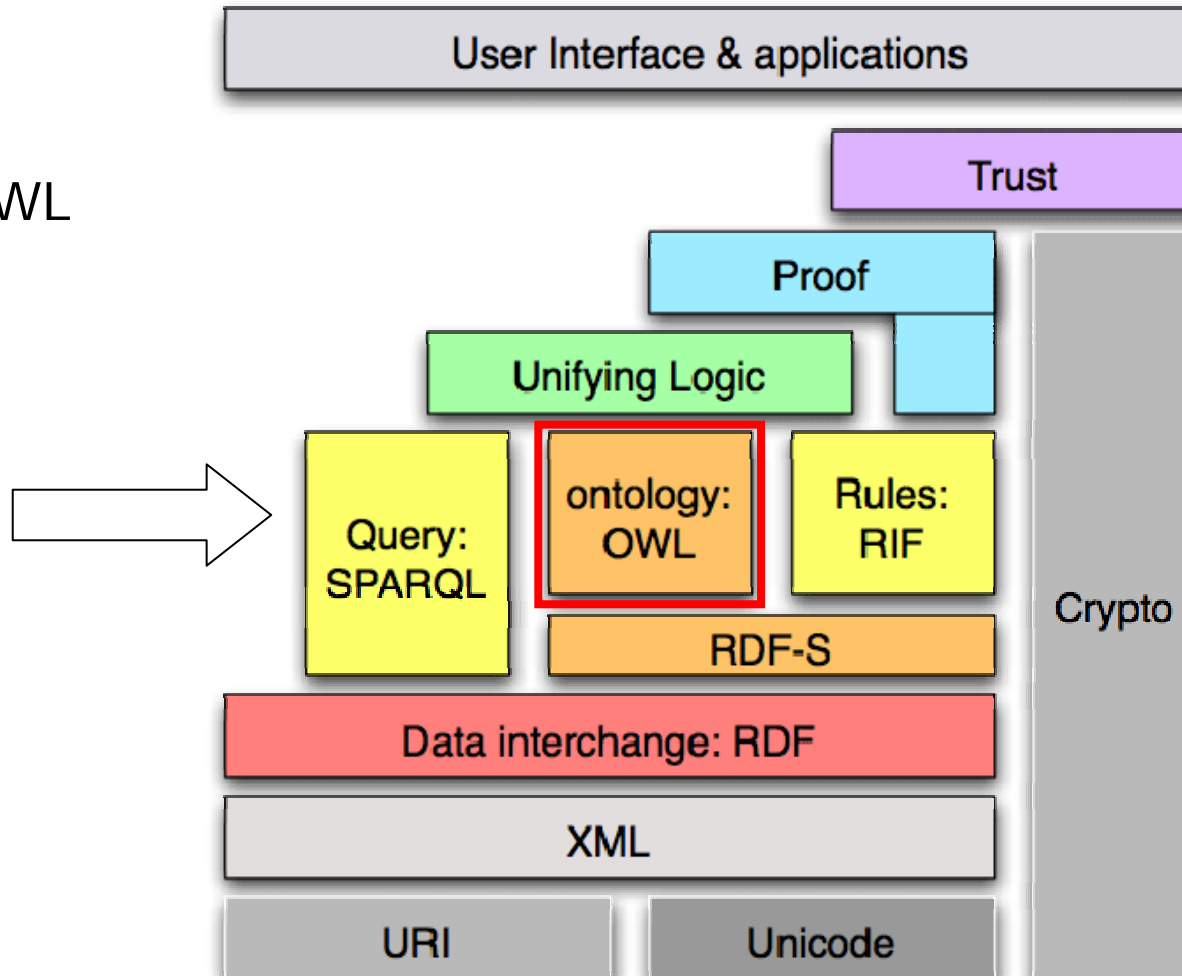 User Interface & applications
Trust
WL
Proof
Unifying Logic
Query:
SPARQL
ontology:
OWL
Rules:
RIF
Crypto
RDF-S
Data interchange: RDF
XML
URI
Unicode